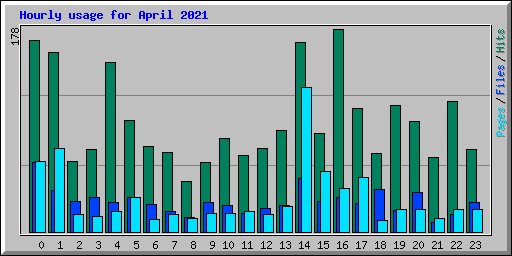 Hourly usage for April 2021
178
Pages / Files / Hits
0 1 2 3 4 5 6 7 8 9 10 11 12 13 14 15 16 17 18 19 20 21 22 23